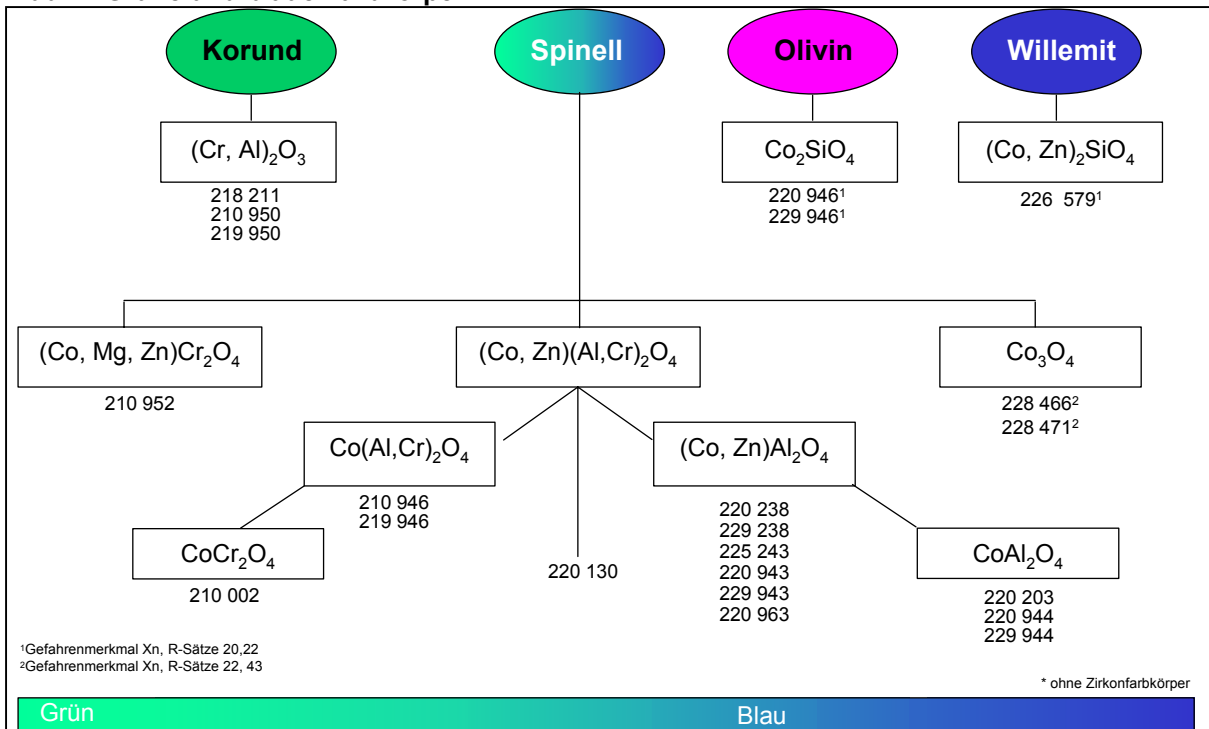 Korund
Spinell
Olivin
Willemit
(Cr, Al)₂O₃
Co₂SiO₄
(Co, Zn)₂SiO₄
218 211
210 950
219 950
220 946¹
229 946¹
226 579¹
(Co, Mg, Zn)Cr₂O₄
(Co, Zn)(Al,Cr)₂O₄
Co₃O₄
210 952
228 466²
228 471²
Co(Al,Cr)₂O₄
(Co, Zn)Al₂O₄
210 946
219 946
220 238
229 238
225 243
220 943
229 943
220 963
CoCr₂O₄
220 130
CoAl₂O₄
210 002
220 203
220 944
229 944
¹Gefahrenmerkmal Xn, R-Sätze 20,22
²Gefahrenmerkmal Xn, R-Sätze 22, 43
* ohne Zirkonfarbkörper
Grün
Blau